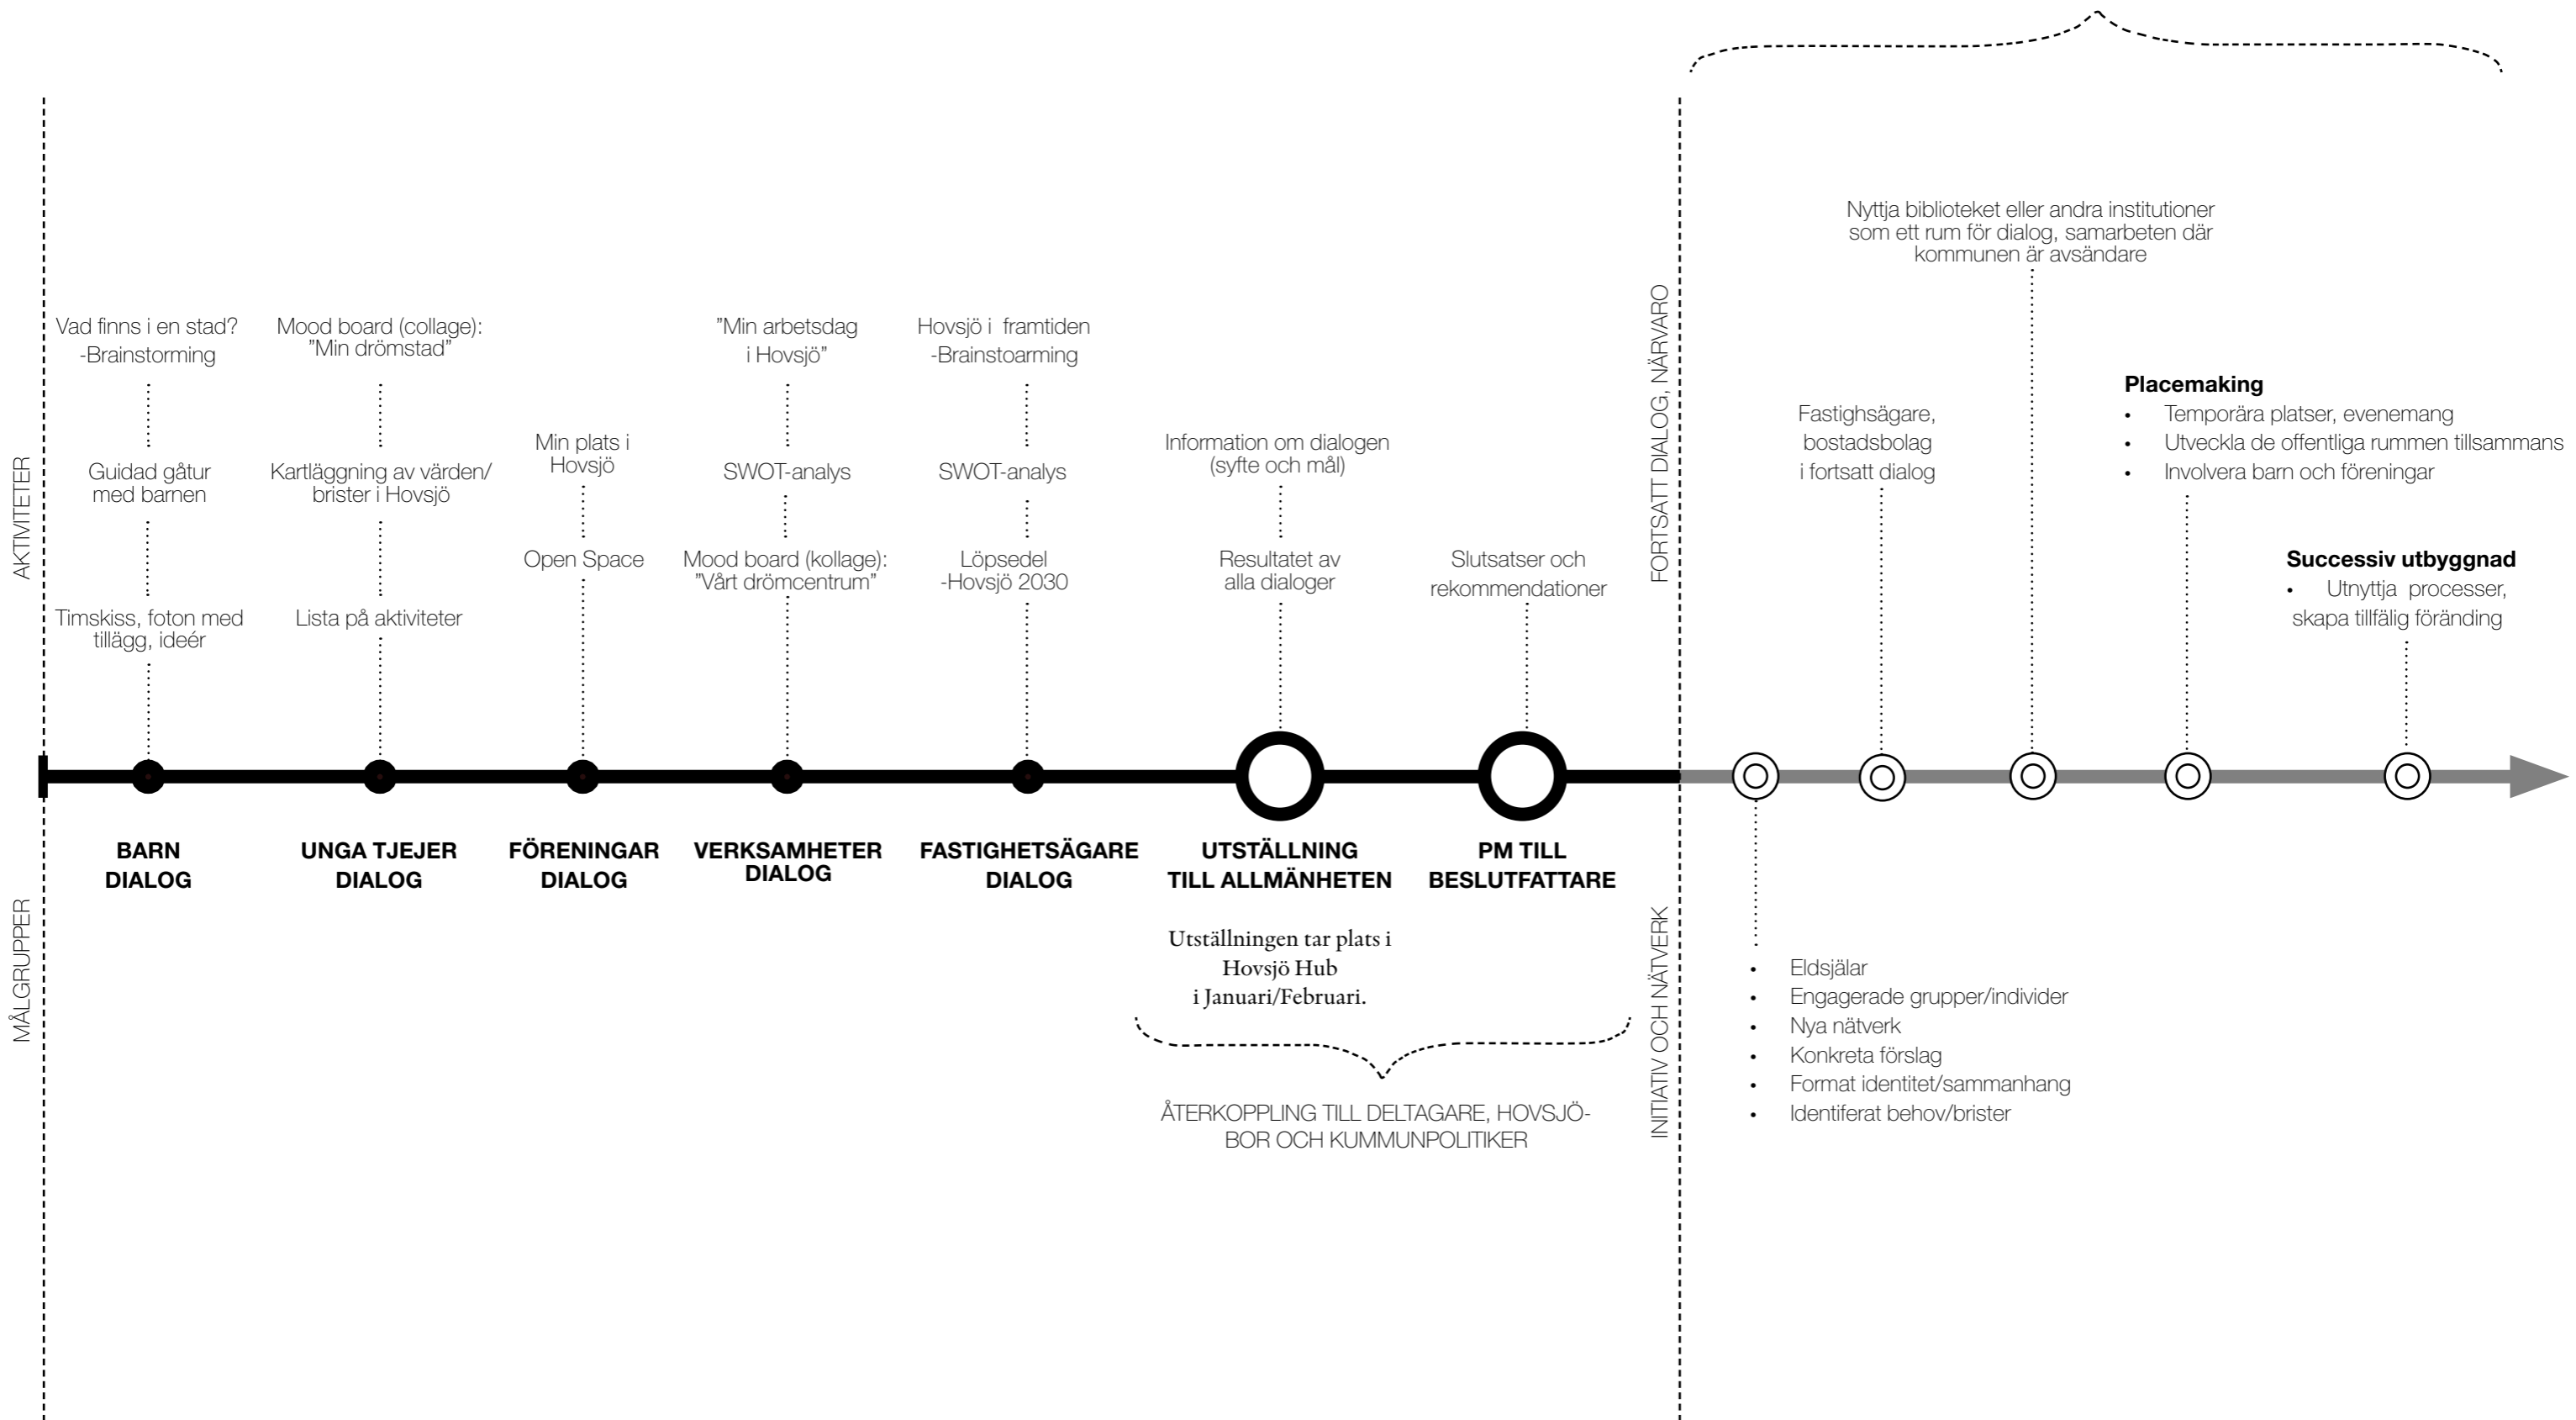 AKTIVITETER
MÅLGRUPPER
Vad finns i en stad?
-Brainstorming
Guidad gåtur
med barnen
Timskiss, foton med
tillägg, ideér
BARN
DIALOG
Mood board (collage):
”Min drömstad”
Kartläggning av värden/
brister i Hovsjö
Lista på aktiviteter
UNGA TJEJER
DIALOG
Min plats i
Hovsjö
Open Space
FÖRENINGAR
DIALOG
”Min arbetsdag
i Hovsjö”
SWOT-analys
Mood board (kollage):
”Vårt drömcentrum”
VERKSAMHETER
DIALOG
Hovsjö i  framtiden
-Brainstoarming
SWOT-analys
Löpsedel
-Hovsjö 2030
FASTIGHETSÄGARE
DIALOG
Information om dialogen
(syfte och mål)
Resultatet av
alla dialoger
UTSTÄLLNING
TILL ALLMÄNHETEN
Utställningen tar plats i
Hovsjö Hub
i Januari/Februari.
Slutsatser och
rekommendationer
PM TILL
BESLUTFATTARE
ÅTERKOPPLING TILL DELTAGARE, HOVSJÖ-
BOR OCH KUMMUNPOLITIKER
FORTSATT DIALOG, NÄRVARO
INITIATIV OCH NÄTVERK
• Eldsjälar
• Engagerade grupper/individer
• Nya nätverk
• Konkreta förslag
• Format identitet/sammanhang
• Identiferat behov/brister
Fastighsägare,
bostadsbolag
i fortsatt dialog
Nyttja biblioteket eller andra institutioner
som ett rum för dialog, samarbeten där
kommunen är avsändare
Placemaking
• Temporära platser, evenemang
• Utveckla de offentliga rummen tillsammans
• Involvera barn och föreningar
Successiv utbyggnad
• Utnyttja  processer,
skapa tillfälig föränding